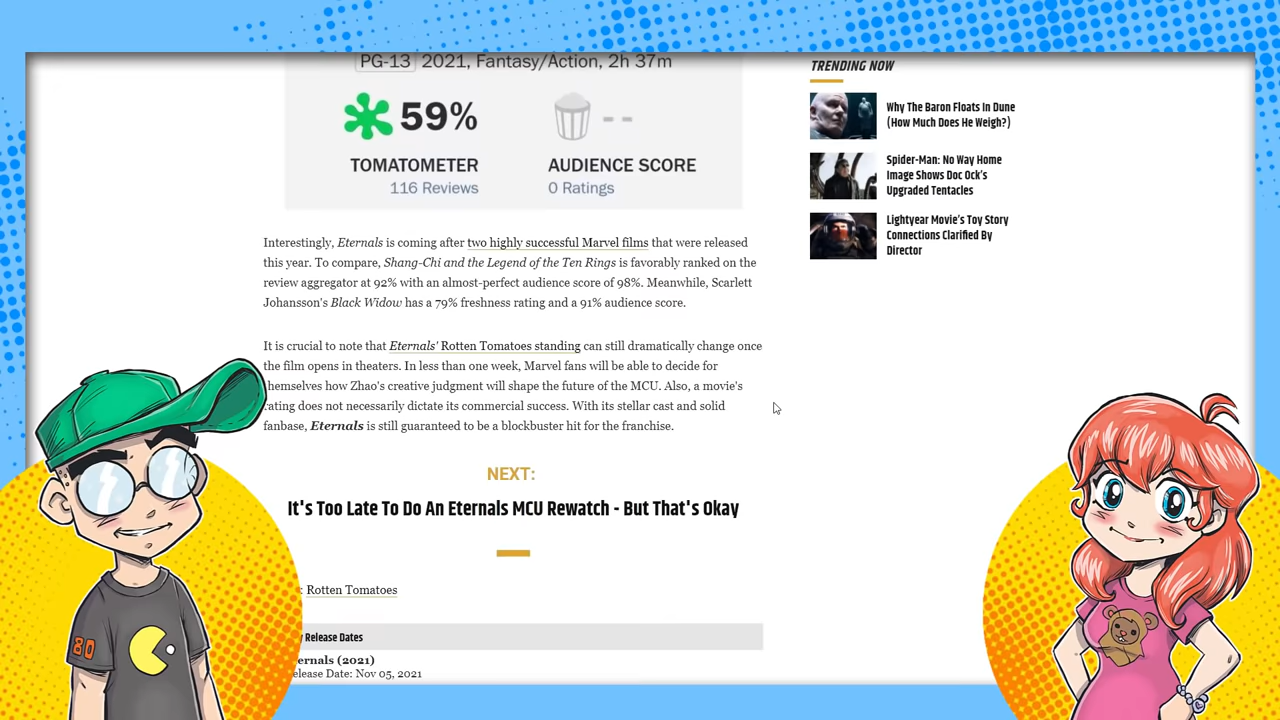 PG-13 2021, Fantasy/Action, 2h 37m
59%
TOMATOMETER
116 Reviews
- -
AUDIENCE SCORE
0 Ratings
Interestingly, Eternals is coming after two highly successful Marvel films that were released
this year. To compare, Shang-Chi and the Legend of the Ten Rings is favorably ranked on the
review aggregator at 92% with an almost-perfect audience score of 98%. Meanwhile, Scarlett
Johansson's Black Widow has a 79% freshness rating and a 91% audience score.
It is crucial to note that Eternals' Rotten Tomatoes standing can still dramatically change once
the film opens in theaters. In less than one week, Marvel fans will be able to decide for
themselves how Zhao's creative judgment will shape the future of the MCU. Also, a movie's
rating does not necessarily dictate its commercial success. With its stellar cast and solid
fanbase, Eternals is still guaranteed to be a blockbuster hit for the franchise.
NEXT:
It's Too Late To Do An Eternals MCU Rewatch - But That's Okay
: Rotten Tomatoes
y Release Dates
ernals (2021)
elease Date: Nov 05, 2021
TRENDING NOW
Why The Baron Floats In Dune
(How Much Does He Weigh?)
Spider-Man: No Way Home
Image Shows Doc Ock's
Upgraded Tentacles
Lightyear Movie's Toy Story
Connections Clarified By
Director
80